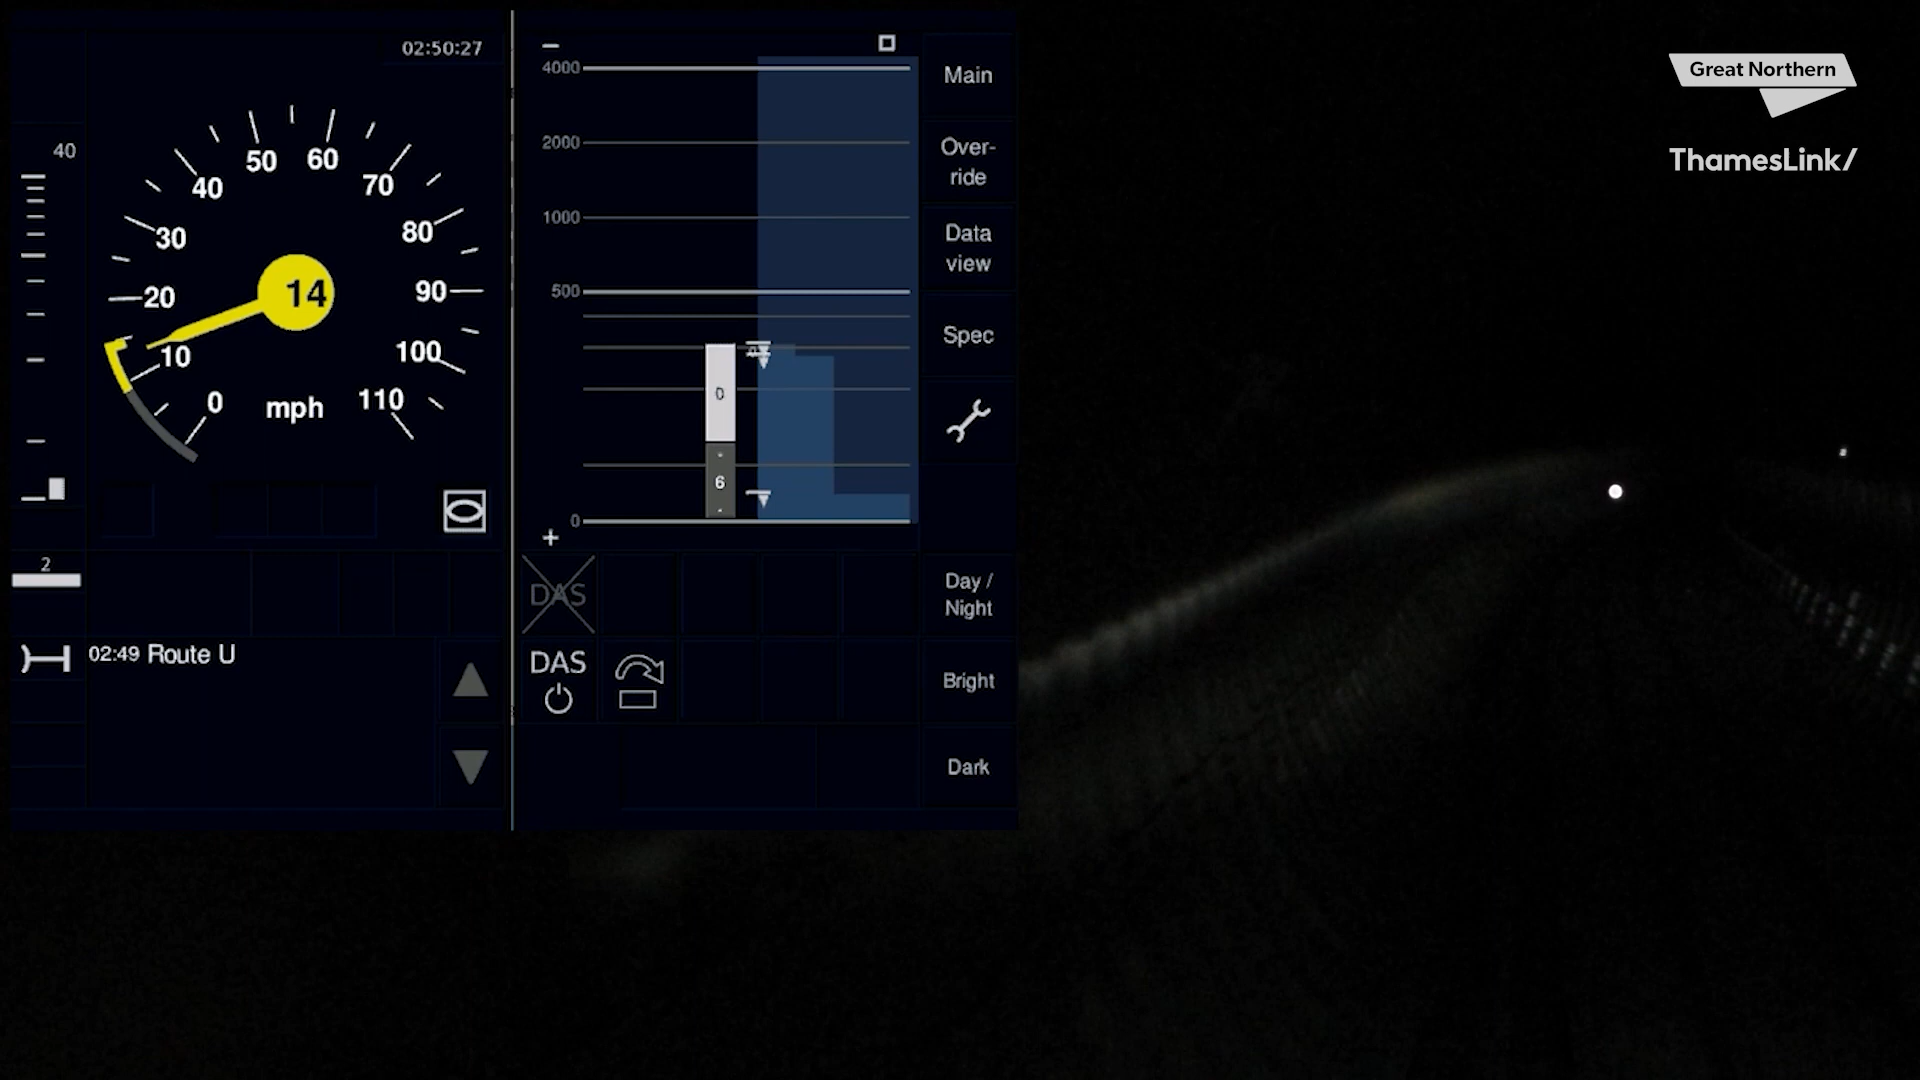 02:50:27
40
0
10
20
30
40
50
60
70
80
90
100
110
14
mph
2
02:49 Route U
4000
2000
1000
500
0
0
6
DAS
DAS
Main
Over-
ride
Data
view
Spec
Day /
Night
Bright
Dark
Great Northern
ThamesLink/